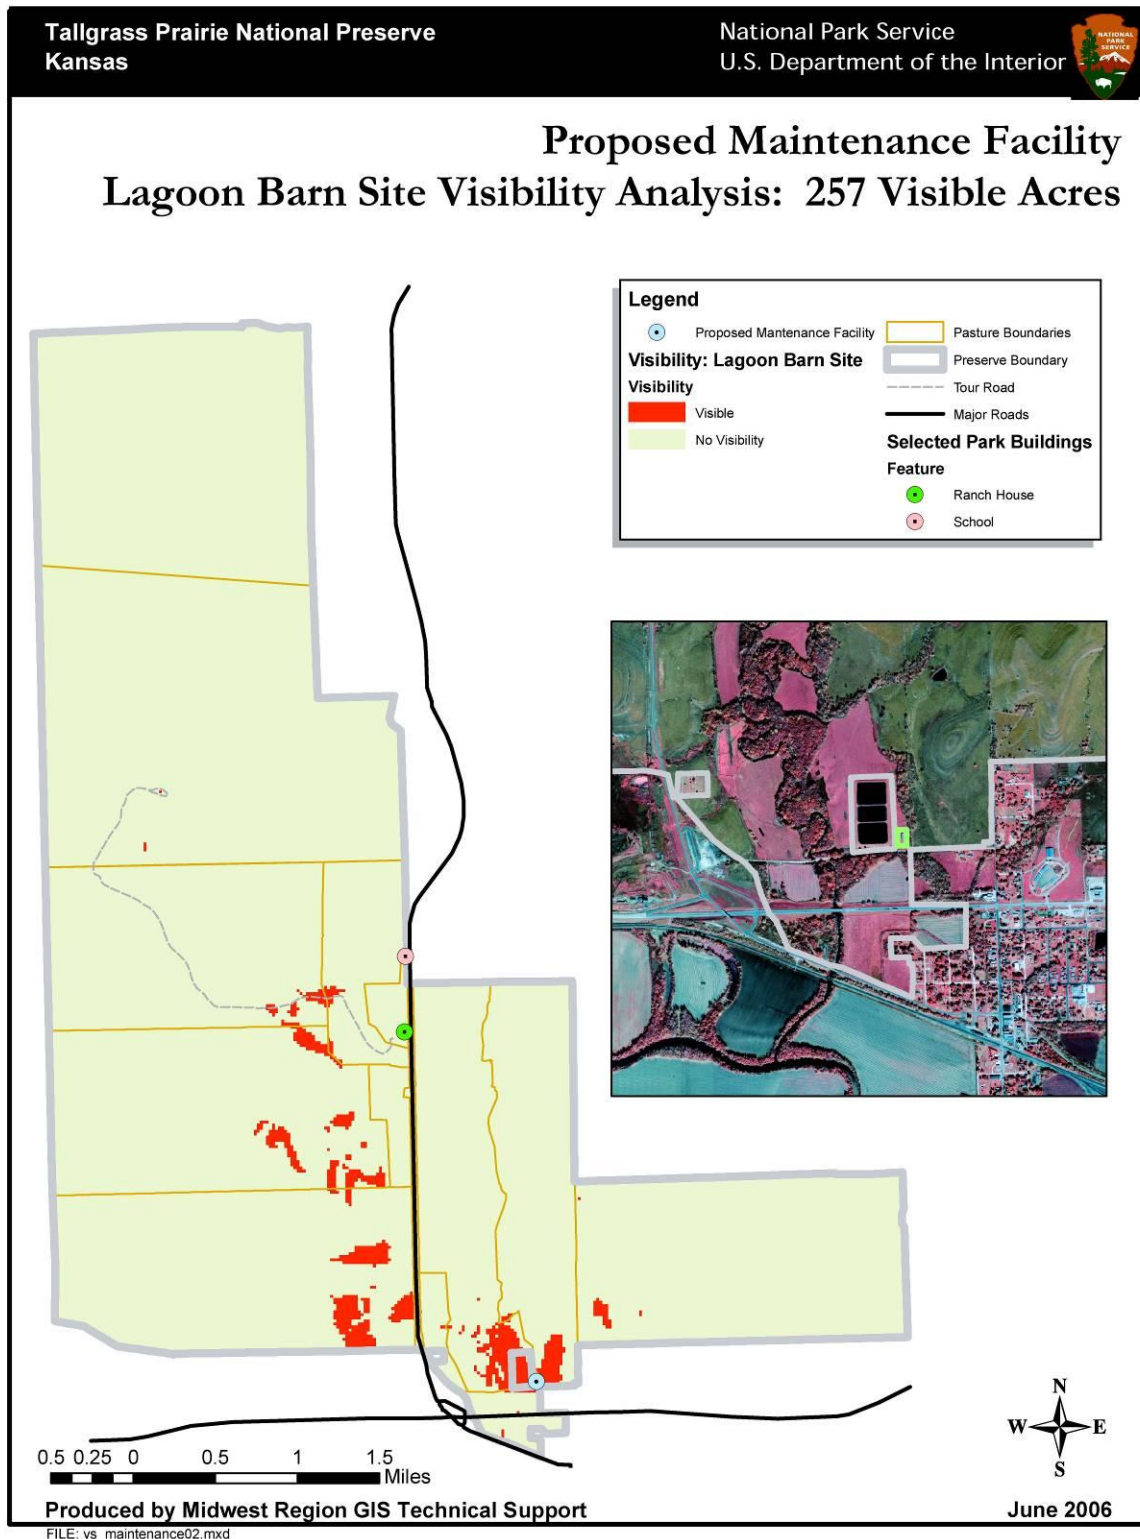 Tallgrass Prairie National Preserve
Kansas
National Park Service
U.S. Department of the Interior
NATIONAL
PARK
SERVICE
Proposed Maintenance Facility
Lagoon Barn Site Visibility Analysis: 257 Visible Acres
Legend
Proposed Mantenance Facility
Visibility: Lagoon Barn Site
Visibility
Visible
No Visibility
Pasture Boundaries
Preserve Boundary
Tour Road
Major Roads
Selected Park Buildings
Feature
Ranch House
School
N
W E
S
0.5 0.25 0 0.5 1 1.5
Miles
Produced by Midwest Region GIS Technical Support
June 2006
FILE: vs_maintenance02.mxd